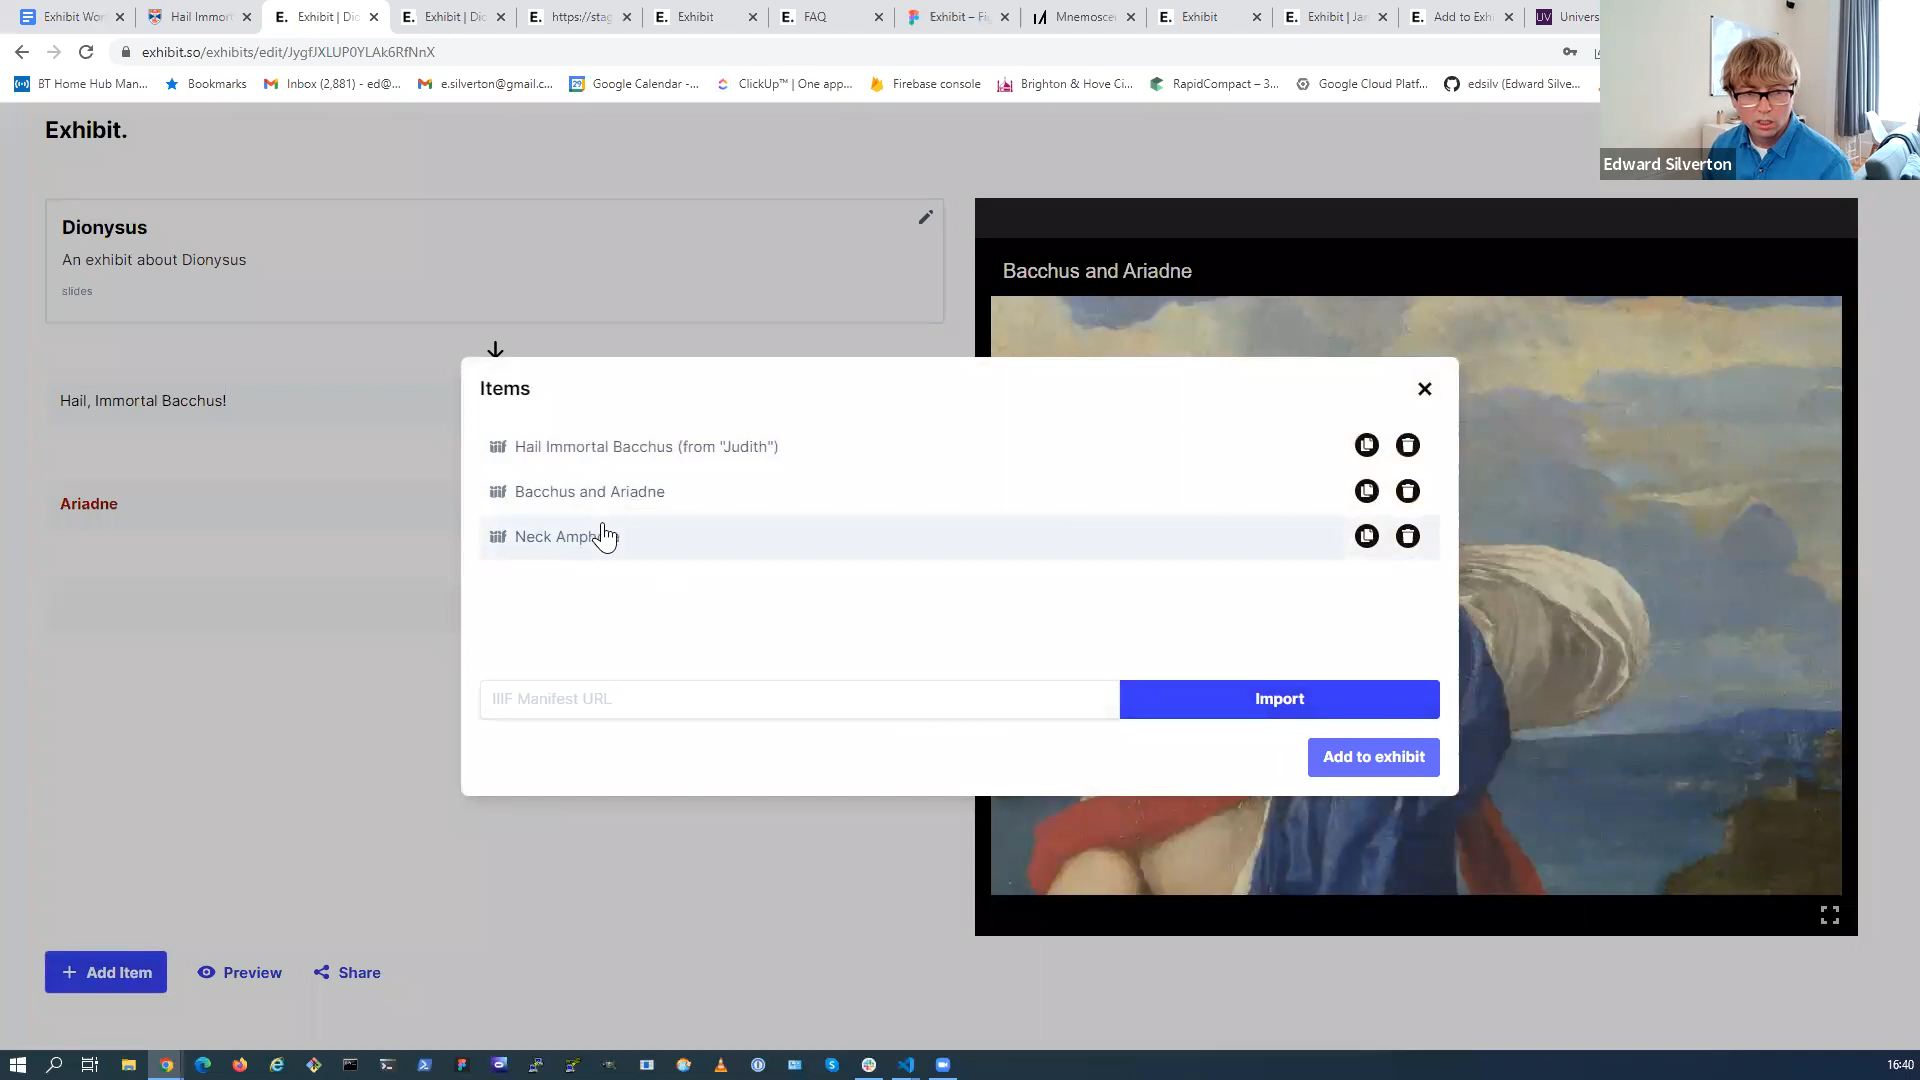 Exhibit Wor
Hail Immor
Exhibit | Dio
Exhibit | Dio
https://stag
Exhibit
FAQ
Exhibit – Fi
Mnemosce
Exhibit
Exhibit | Jar
Add to Exhi
Univers
exhibit.so/exhibits/edit/JygfJXLUP0YLAk6RfNnX
BT Home Hub Man...
Bookmarks
Inbox (2,881) - ed@...
e.silverton@gmail.c...
Google Calendar -...
ClickUp™ | One app...
Firebase console
Brighton & Hove Ci...
RapidCompact – 3...
Google Cloud Platf...
edsilv (Edward Silve...
Edward Silverton
Exhibit.
Dionysus
An exhibit about Dionysus
slides
Bacchus and Ariadne
Hail, Immortal Bacchus!
Ariadne
Items
Hail Immortal Bacchus (from "Judith")
Bacchus and Ariadne
Neck
IIIF Manifest URL
Import
Add to exhibit
Add Item
Preview
Share
16:40